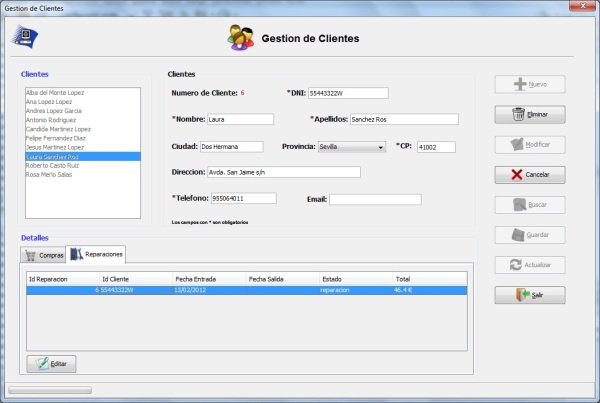 Gestion de Clientes
Gestion de Clientes
Clientes
Alba del Monte Lopez
Ana Lopez Lopez
Andres Lopez Garcia
Antonio Rodriguez
Candida Martinez Lopez
Felipe Fernandez Diaz
Jesus Martinez Lopez
Laura Sanchez Ros
Roberto Casto Ruiz
Rosa Merlo Salas
Clientes
Numero de Cliente: 6 *DNI: 55443322W
*Nombre: Laura *Apellidos: Sanchez Ros
Ciudad: Dos Hermana Provincia: Sevilla *CP: 41002
Direccion: Avda. San Jaime s/n
*Telefono: 955064011 Email:
Los campos con * son obligatorios
Nuevo
Eliminar
Modificar
Cancelar
Buscar
Guardar
Actualizar
Salir
Detalles
Compras Reparaciones
Id Reparacion Id Cliente Fecha Entrada Fecha Salida Estado Total
6 55443322W 13/02/2012 reparacion 46.4 €
Editar